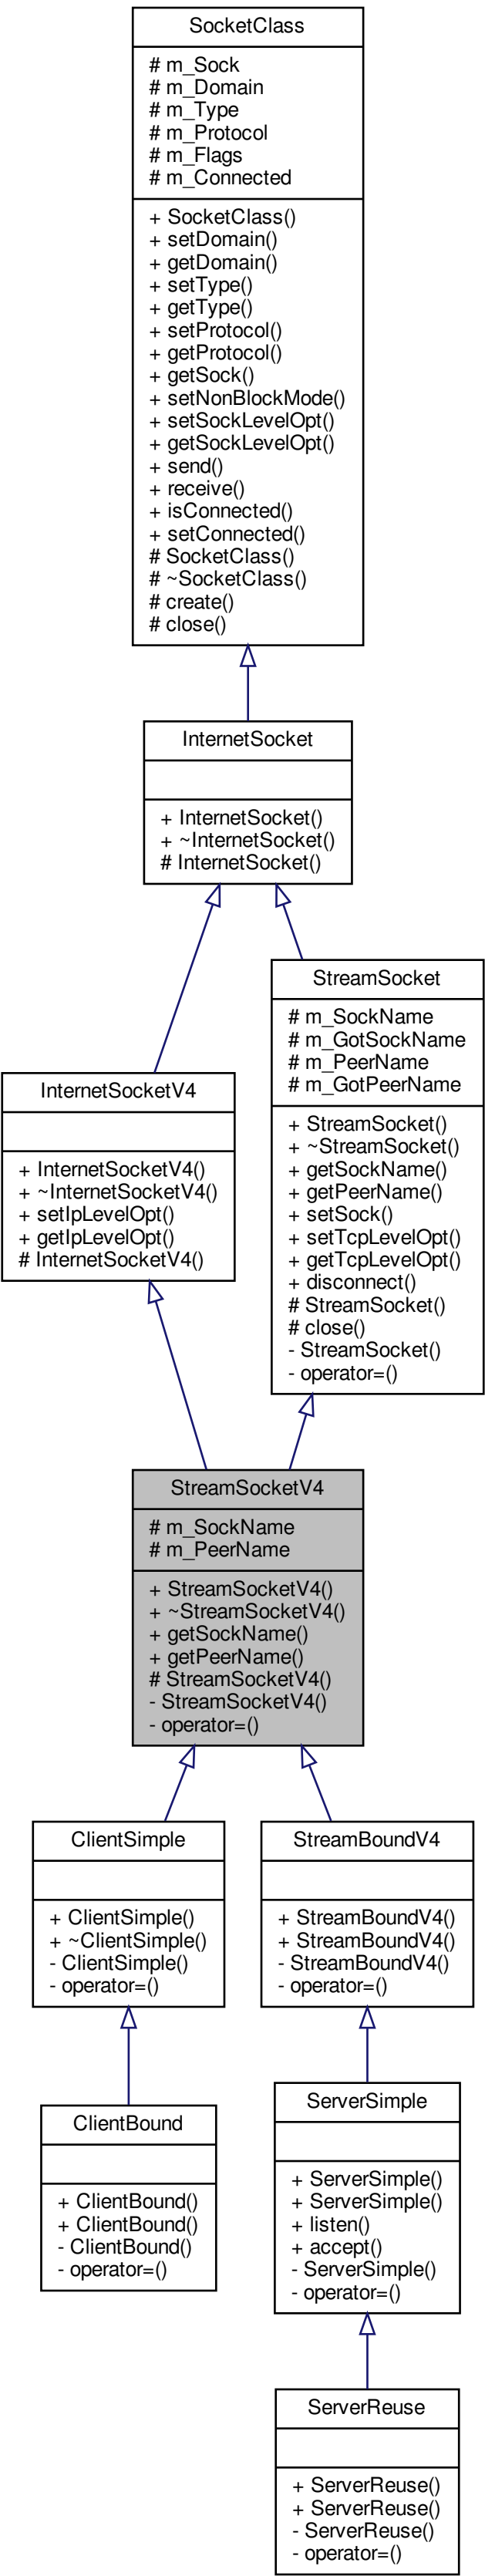 SocketClass
# m_Sock
# m_Domain
# m_Type
# m_Protocol
# m_Flags
# m_Connected
+ SocketClass()
+ setDomain()
+ getDomain()
+ setType()
+ getType()
+ setProtocol()
+ getProtocol()
+ getSock()
+ setNonBlockMode()
+ setSockLevelOpt()
+ getSockLevelOpt()
+ send()
+ receive()
+ isConnected()
+ setConnected()
# SocketClass()
# ~SocketClass()
# create()
# close()
InternetSocket
+ InternetSocket()
+ ~InternetSocket()
# InternetSocket()
StreamSocket
# m_SockName
# m_GotSockName
# m_PeerName
# m_GotPeerName
+ StreamSocket()
+ ~StreamSocket()
+ getSockName()
+ getPeerName()
+ setSock()
+ setTcpLevelOpt()
+ getTcpLevelOpt()
+ disconnect()
# StreamSocket()
# close()
- StreamSocket()
- operator=()
InternetSocketV4
+ InternetSocketV4()
+ ~InternetSocketV4()
+ setIpLevelOpt()
+ getIpLevelOpt()
# InternetSocketV4()
StreamSocketV4
# m_SockName
# m_PeerName
+ StreamSocketV4()
+ ~StreamSocketV4()
+ getSockName()
+ getPeerName()
# StreamSocketV4()
- StreamSocketV4()
- operator=()
ClientSimple
+ ClientSimple()
+ ~ClientSimple()
- ClientSimple()
- operator=()
StreamBoundV4
+ StreamBoundV4()
+ StreamBoundV4()
- StreamBoundV4()
- operator=()
ClientBound
+ ClientBound()
+ ClientBound()
- ClientBound()
- operator=()
ServerSimple
+ ServerSimple()
+ ServerSimple()
+ listen()
+ accept()
- ServerSimple()
- operator=()
ServerReuse
+ ServerReuse()
+ ServerReuse()
- ServerReuse()
- operator=()